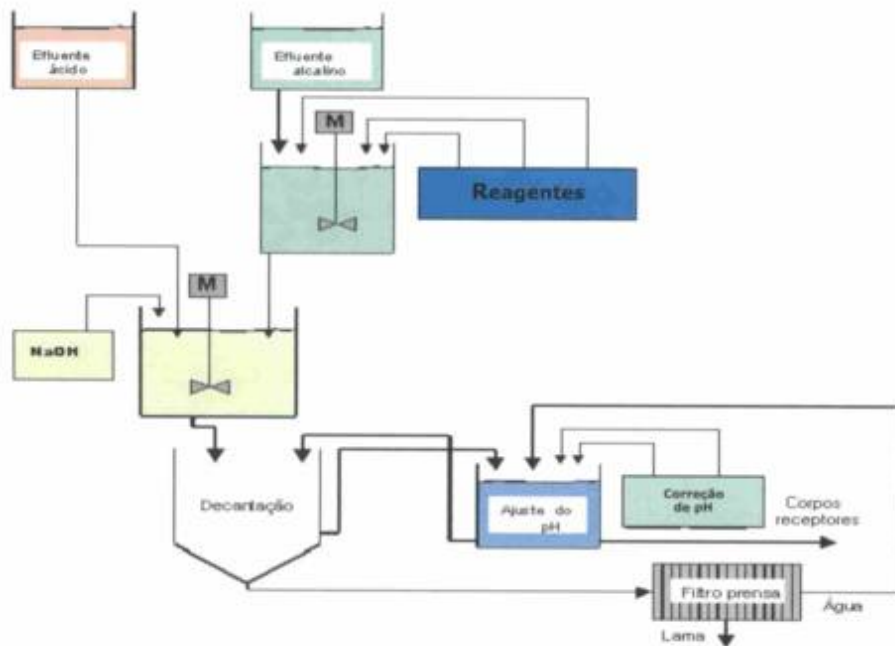 Efluente
ácido
Efluente
alcalino
M
Reagentes
M
NaOH
Decantação
Ajuste do
pH
Correção
de pH
Corpos
receptores
Filtro prensa
Água
Lama